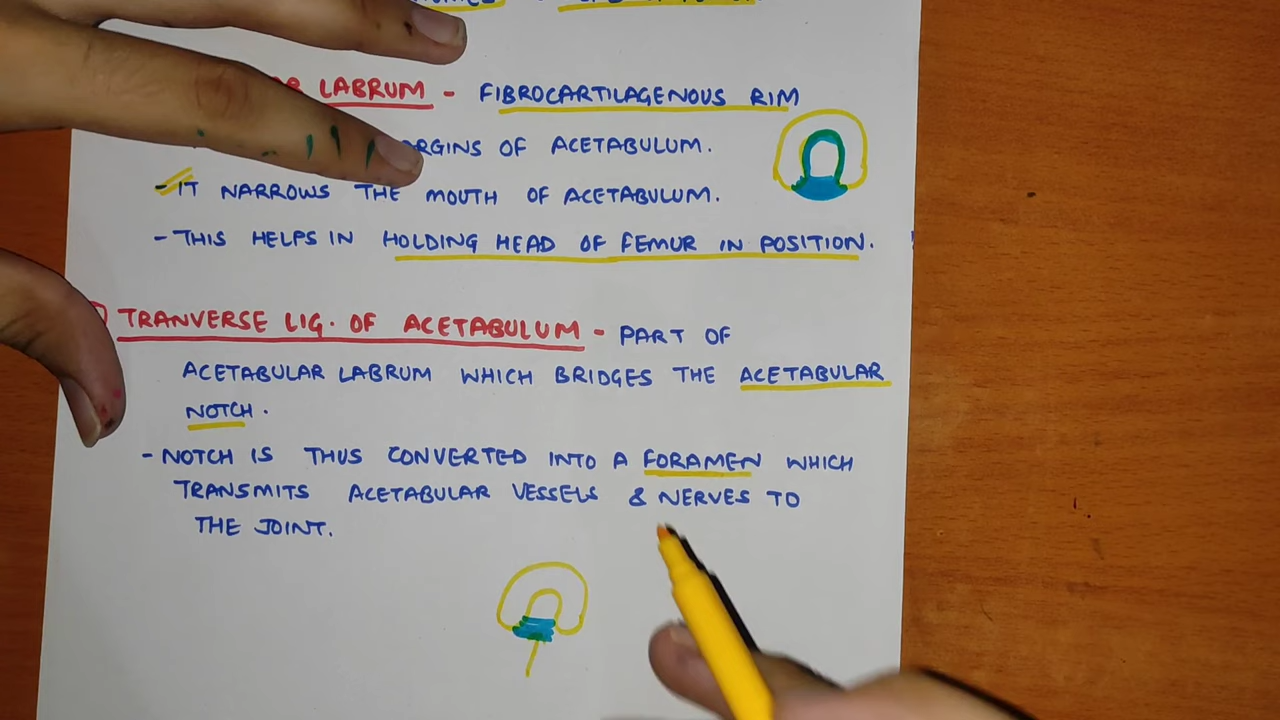 LABRUM - FIBROCARTILAGENOUS RIM
OF ACETABULUM.
- IT NARROWS THE MOUTH OF ACETABULUM.
- THIS HELPS IN HOLDING HEAD OF FEMUR IN POSITION.
TRANVERSE LIG. OF ACETABULUM - PART OF
ACETABULAR LABRUM WHICH BRIDGES THE ACETABULAR
NOTCH.
- NOTCH IS THUS CONVERTED INTO A FORAMEN WHICH
TRANSMITS ACETABULAR VESSELS & NERVES TO
THE JOINT.